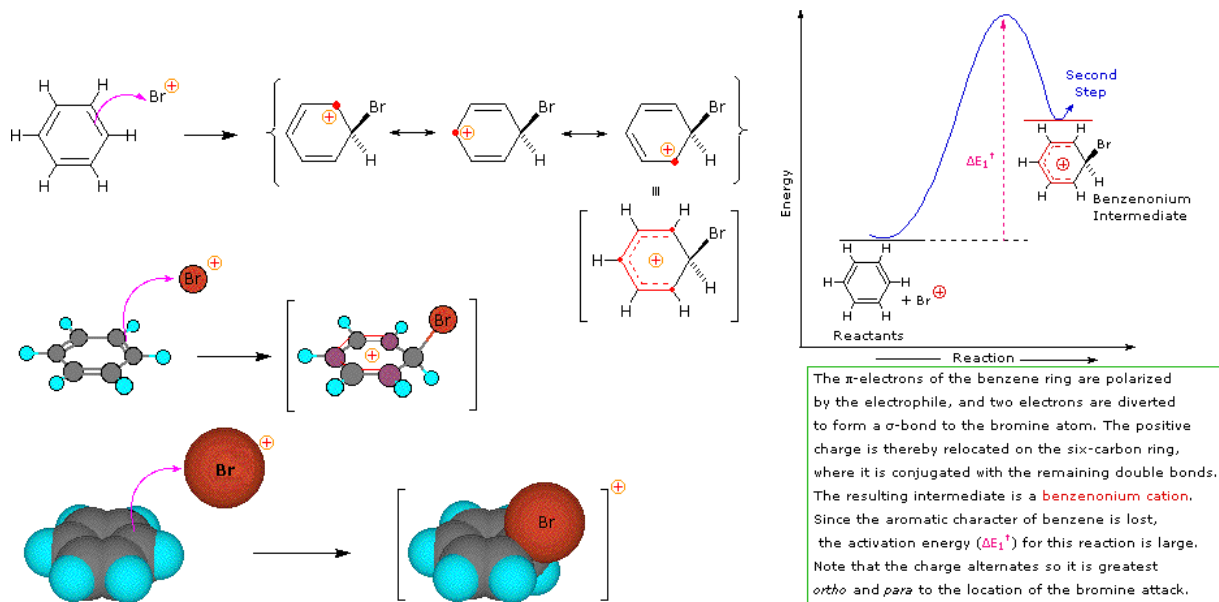 H H
Br +
H H
H H
Br
+
H
Br
+
H
Br
+
H
≡
H H
Br
H +
H
H H
Br +
Br
+
Br +
Br
+
Energy
ΔE1‡
Second
Step
H H
Br
H +
H
H H
Benzenonium
Intermediate
H H
H H
H H
+ Br +
Reactants
Reaction
The π-electrons of the benzene ring are polarized
by the electrophile, and two electrons are diverted
to form a σ-bond to the bromine atom. The positive
charge is thereby relocated on the six-carbon ring,
where it is conjugated with the remaining double bonds.
The resulting intermediate is a benzenonium cation.
Since the aromatic character of benzene is lost,
the activation energy (ΔE1‡) for this reaction is large.
Note that the charge alternates so it is greatest
ortho and para to the location of the bromine attack.